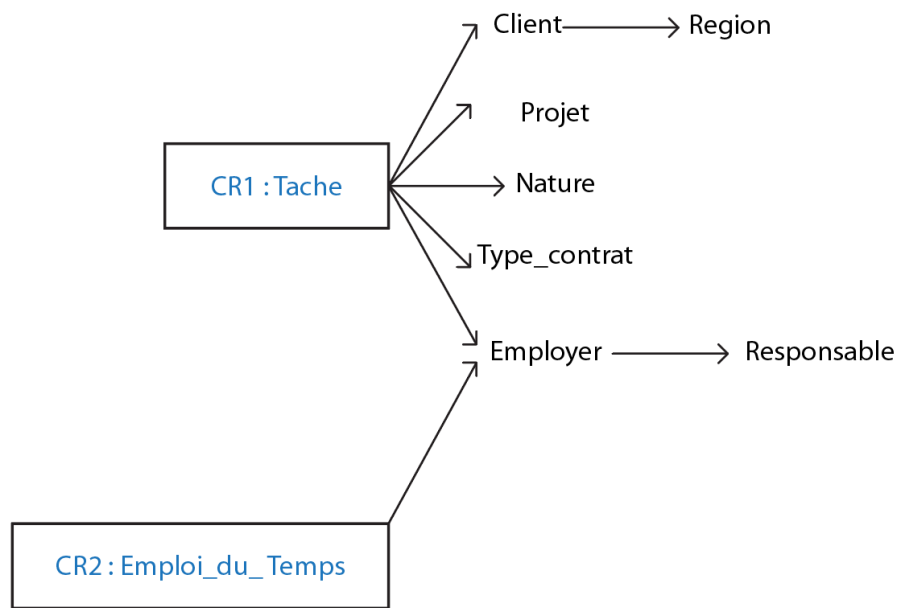 Client
Region
Projet
CR1 : Tache
Nature
Type_contrat
Employer
Responsable
CR2 : Emploi_du_ Temps